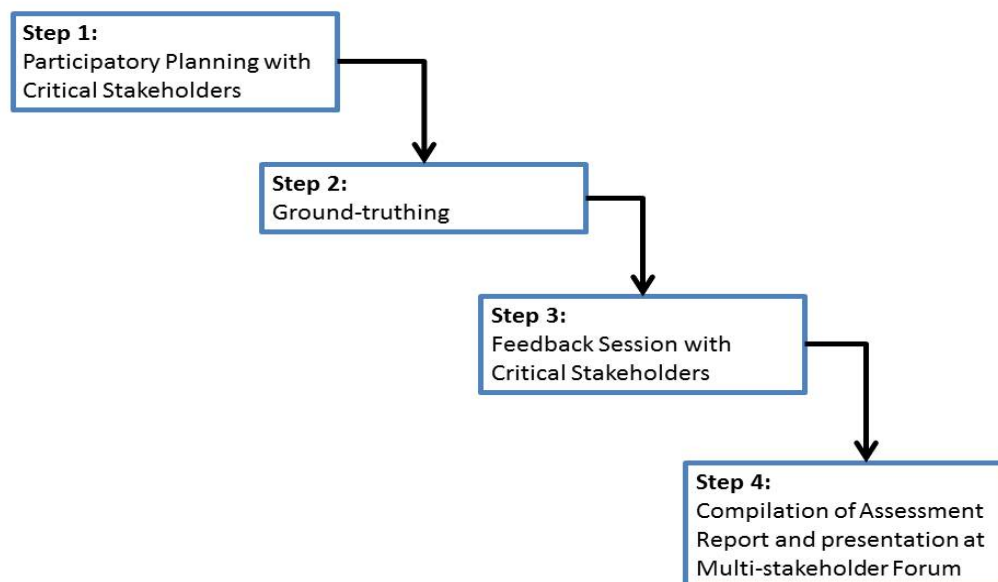 Step 1:
Participatory Planning with
Critical Stakeholders
Step 2:
Ground-truthing
Step 3:
Feedback Session with
Critical Stakeholders
Step 4:
Compilation of Assessment
Report and presentation at
Multi-stakeholder Forum